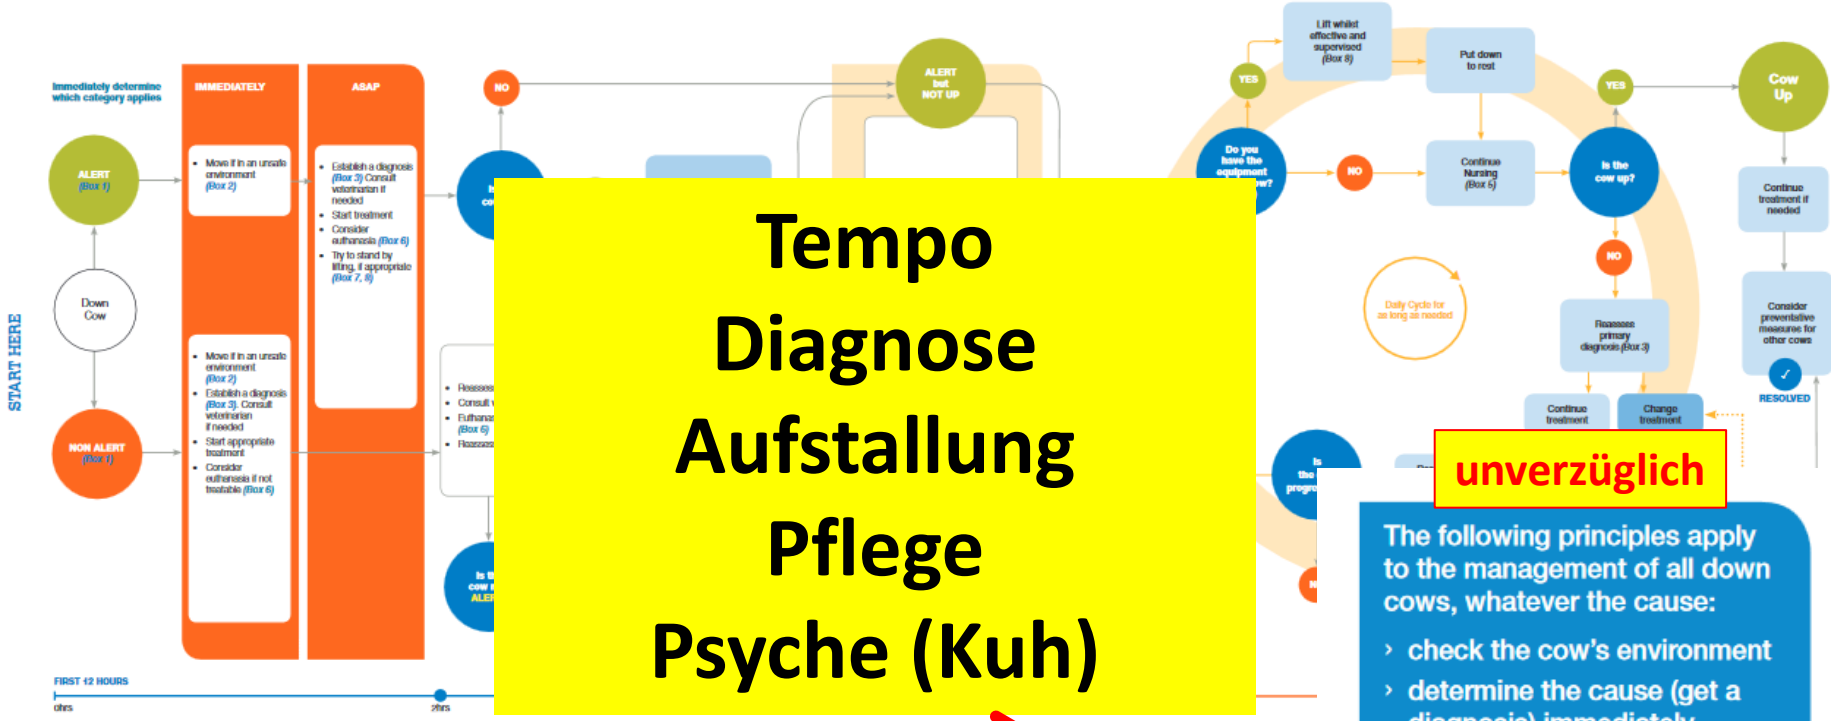 START HERE
Immediately determine
which category applies
ALERT
(Box 1)
Down
Cow
NON ALERT
(Box 1)
IMMEDIATELY
• Move if in an unsafe
environment
(Box 2)
• Move if in an unsafe
environment
(Box 2)
• Establish a diagnosis
(Box 3). Consult
veterinarian
if needed
• Start appropriate
treatment
• Consider
euthanasia if not
treatable (Box 6)
ASAP
• Establish a diagnosis
(Box 3) Consult
veterinarian if
needed
• Start treatment
• Consider
euthanasia (Box 6)
• Try to stand by
lifting, if appropriate
(Box 7, 8)
NO
• Consult
(Box 6)
ALERT
but
NOT UP
Tempo
Diagnose
Aufstallung
Pflege
Psyche (Kuh)
Lift whilst
effective and
supervised
(Box 8)
Put down
to rest
YES
Do you
have the
equipment
NO
Continue
Nursing
(Box 5)
Is the
cow up?
YES
Cow
Up
NO
Continue
treatment if
needed
Daily Cycle for
as long as needed
Reassess
primary
diagnosis (Box 3)
Consider
preventative
measures for
other cows
RESOLVED
Continue
treatment
Change
treatment
unverzüglich
The following principles apply
to the management of all down
cows, whatever the cause:
› check the cow's environment
› determine the cause (get a
diagnosis) immediately
FIRST 12 HOURS
0hrs
2hrs